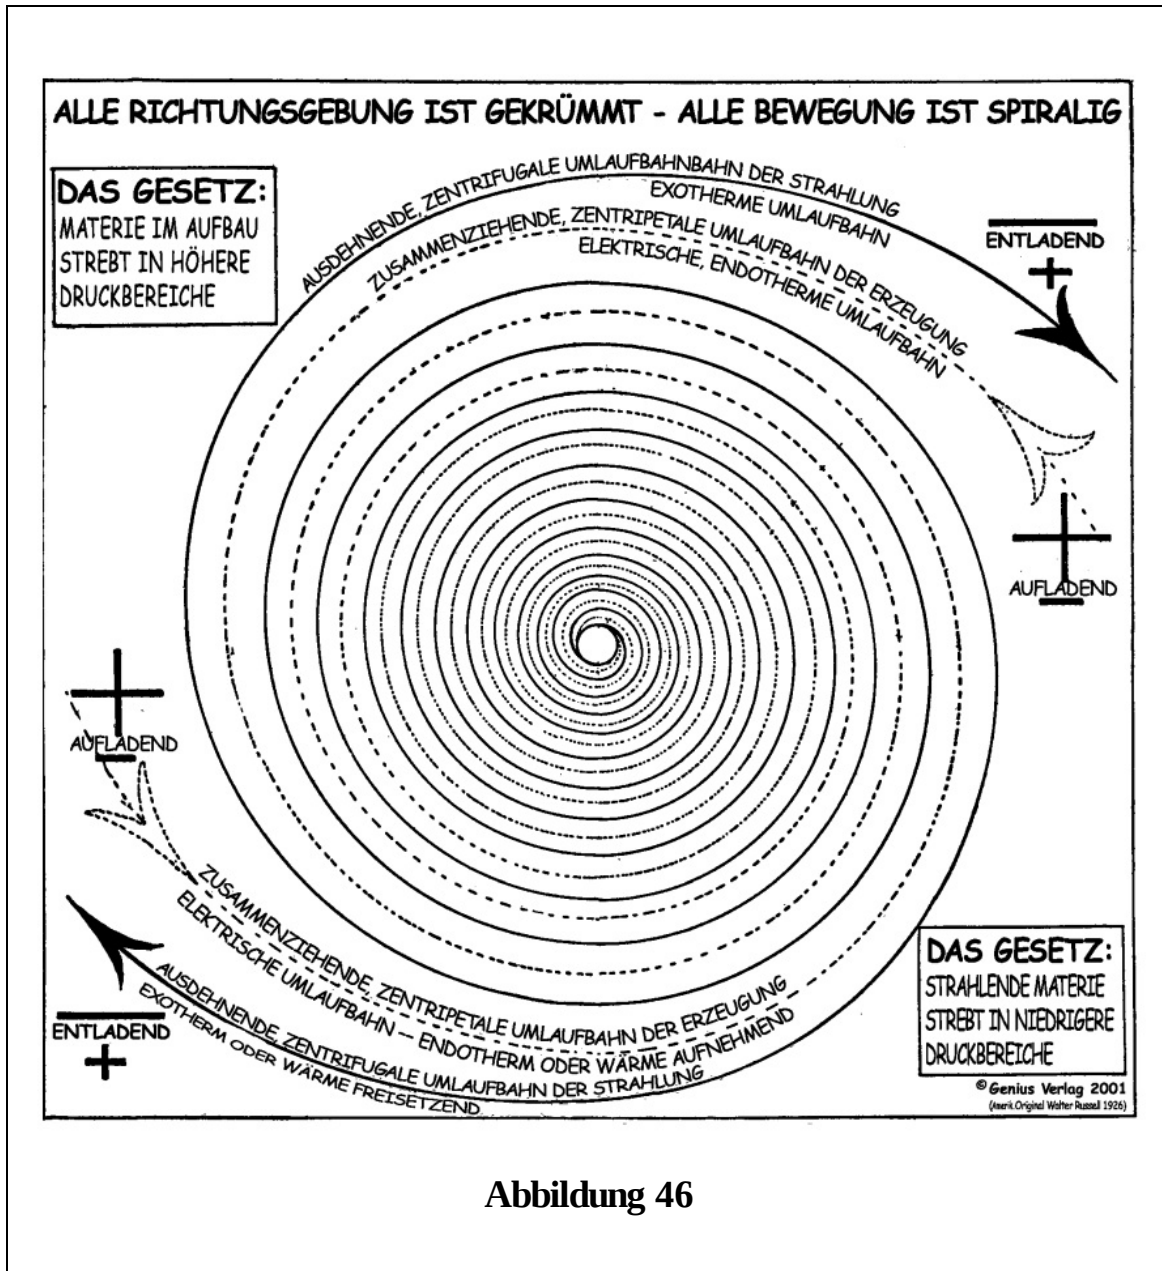 ALLE RICHTUNGSGEBUNG IST GEKRÜMMT - ALLE BEWEGUNG IST SPIRALIG
DAS GESETZ:
MATERIE IM AUFBAU
STREBT IN HÖHERE
DRUCKBEREICHE
AUSDEHNENDE, ZENTRIFUGALE UMLAUFBAHNBAHN DER STRAHLUNG
EXOTHERME UMLAUFBAHN
ZUSAMMENZIEHENDE, ZENTRIPETALE UMLAUFBAHN DER ERZEUGUNG
ELEKTRISCHE, ENDOTHERME UMLAUFBAHN
ENTLADEND
+
AUFLADEND
AUFLADEND
ZUSAMMENZIEHENDE, ZENTRIPETALE UMLAUFBAHN DER ERZEUGUNG
ELEKTRISCHE UMLAUFBAHN — ENDOTHERM ODER WÄRME AUFNEHMEND
AUSDEHNENDE, ZENTRIFUGALE UMLAUFBAHN DER STRAHLUNG
EXOTHERM ODER WÄRME FREISETZEND
ENTLADEND
+
DAS GESETZ:
STRAHLENDE MATERIE
STREBT IN NIEDRIGERE
DRUCKBEREICHE
© Genius Verlag 2001
(Amerik.Original Walter Russell 1926)
Abbildung 46